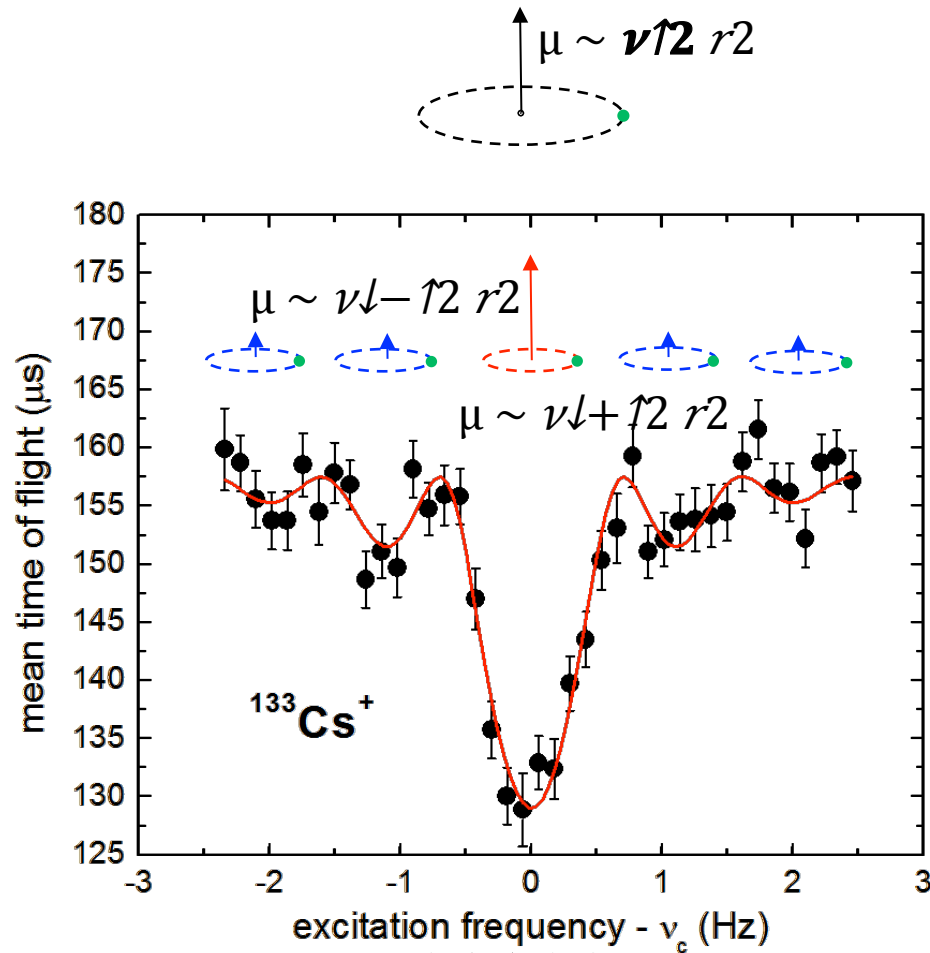 μ ~ ν↑2 r2
180
175
170
165
160
155
150
145
140
135
130
125
mean time of flight (μs)
μ ~ ν↓−↑2 r2
μ ~ ν↓+↑2 r2
¹³³Cs⁺
-3 -2 -1 0 1 2 3
excitation frequency - ν_c (Hz)